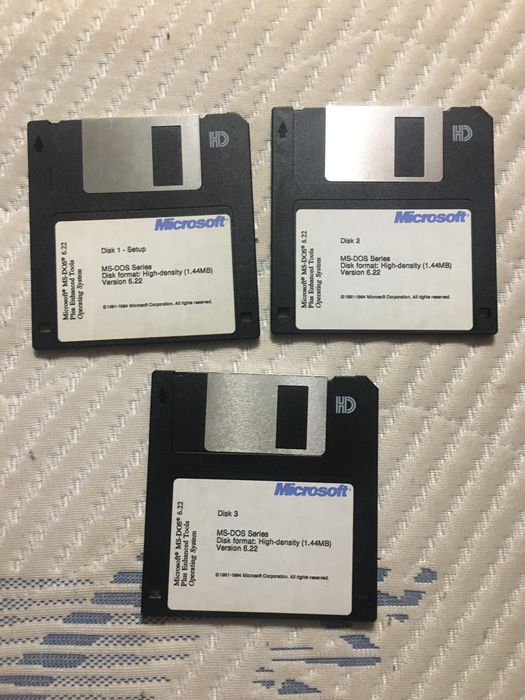 HD
Microsoft
Disk 1 - Setup
MS-DOS Series
Disk format: High-density (1.44MB)
Version 6.22
©1981-1994 Microsoft Corporation. All rights reserved.
Microsoft® MS-DOS® 6.22
Plus Enhanced Tools
Operating System
HD
Microsoft
Disk 2
MS-DOS Series
Disk format: High-density (1.44MB)
Version 6.22
©1981-1994 Microsoft Corporation. All rights reserved.
Microsoft® MS-DOS® 6.22
Plus Enhanced Tools
Operating System
HD
Microsoft
Disk 3
MS-DOS Series
Disk format: High-density (1.44MB)
Version 6.22
©1981-1994 Microsoft Corporation. All rights reserved.
Microsoft® MS-DOS® 6.22
Plus Enhanced Tools
Operating System